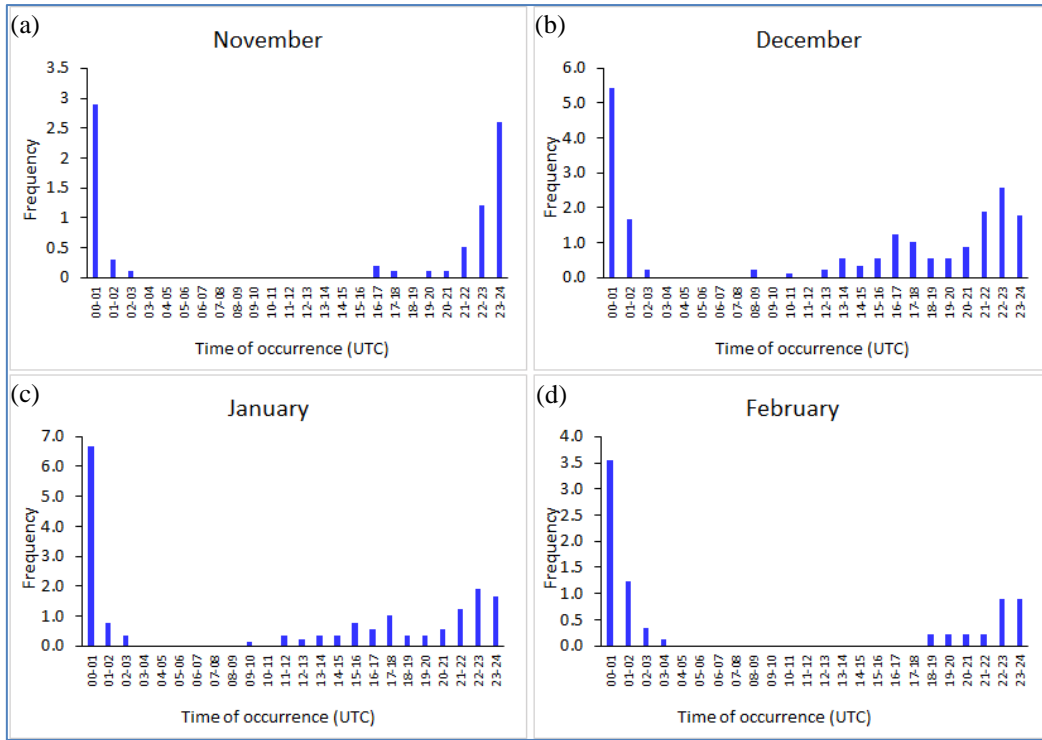 (a)
November
3.5
3
2.5
2
1.5
1
0.5
0
Frequency
00-01 01-02 02-03 03-04 04-05 05-06 06-07 07-08 08-09 09-10 10-11 11-12 12-13 13-14 14-15 15-16 16-17 17-18 18-19 19-20 20-21 21-22 22-23 23-24
Time of occurrence (UTC)
(b)
December
6.0
5.0
4.0
3.0
2.0
1.0
0.0
Frequency
00-01 01-02 02-03 03-04 04-05 05-06 06-07 07-08 08-09 09-10 10-11 11-12 12-13 13-14 14-15 15-16 16-17 17-18 18-19 19-20 20-21 21-22 22-23 23-24
Time of occurrence (UTC)
(c)
January
7.0
6.0
5.0
4.0
3.0
2.0
1.0
0.0
Frequency
00-01 01-02 02-03 03-04 04-05 05-06 06-07 07-08 08-09 09-10 10-11 11-12 12-13 13-14 14-15 15-16 16-17 17-18 18-19 19-20 20-21 21-22 22-23 23-24
Time of occurrence (UTC)
(d)
February
4.0
3.5
3.0
2.5
2.0
1.5
1.0
0.5
0.0
Frequency
00-01 01-02 02-03 03-04 04-05 05-06 06-07 07-08 08-09 09-10 10-11 11-12 12-13 13-14 14-15 15-16 16-17 17-18 18-19 19-20 20-21 21-22 22-23 23-24
Time of occurrence (UTC)